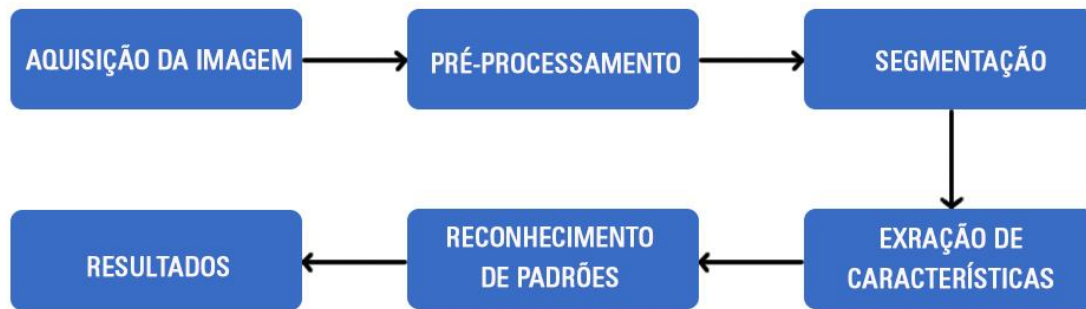 AQUISIÇÃO DA IMAGEM
PRÉ-PROCESSAMENTO
SEGMENTAÇÃO
EXRAÇÃO DE
CARACTERÍSTICAS
RECONHECIMENTO
DE PADRÕES
RESULTADOS